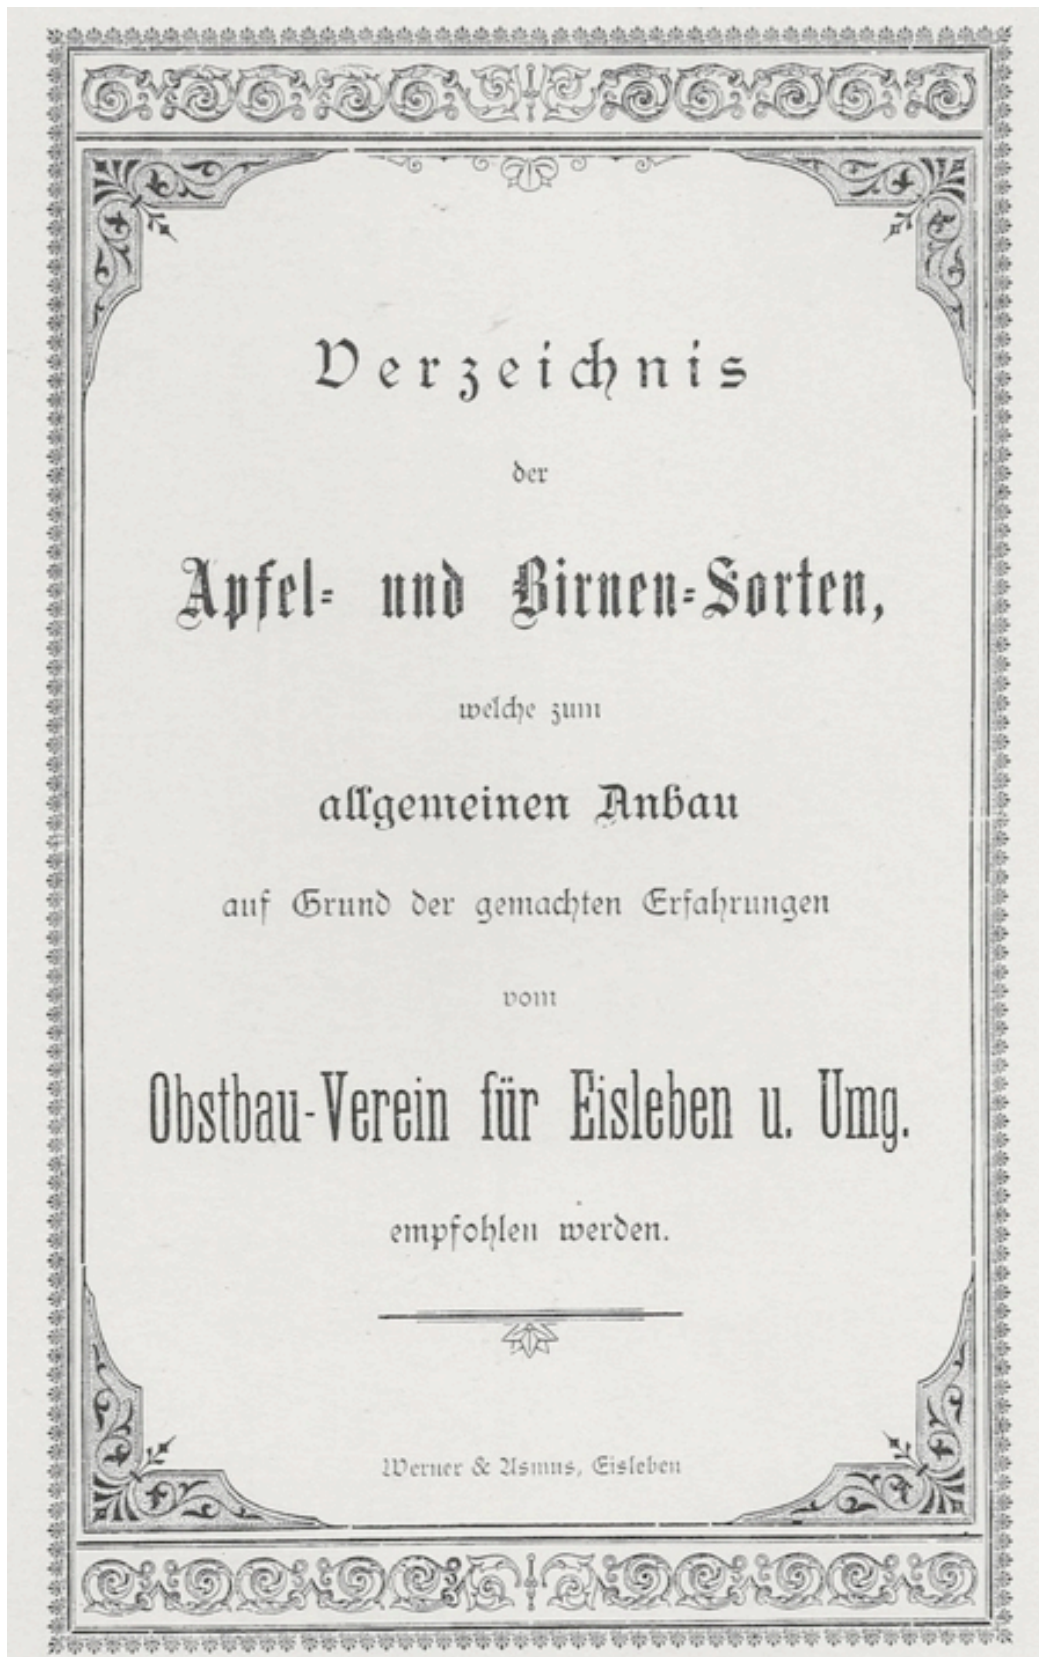 Verzeichnis
der
Apfel- und Birnen-Sorten,
welche zum
allgemeinen Anbau
auf Grund der gemachten Erfahrungen
vom
Obstbau-Verein für Eisleben u. Umg.
empfohlen werden.
Werner & Asmus, Eisleben